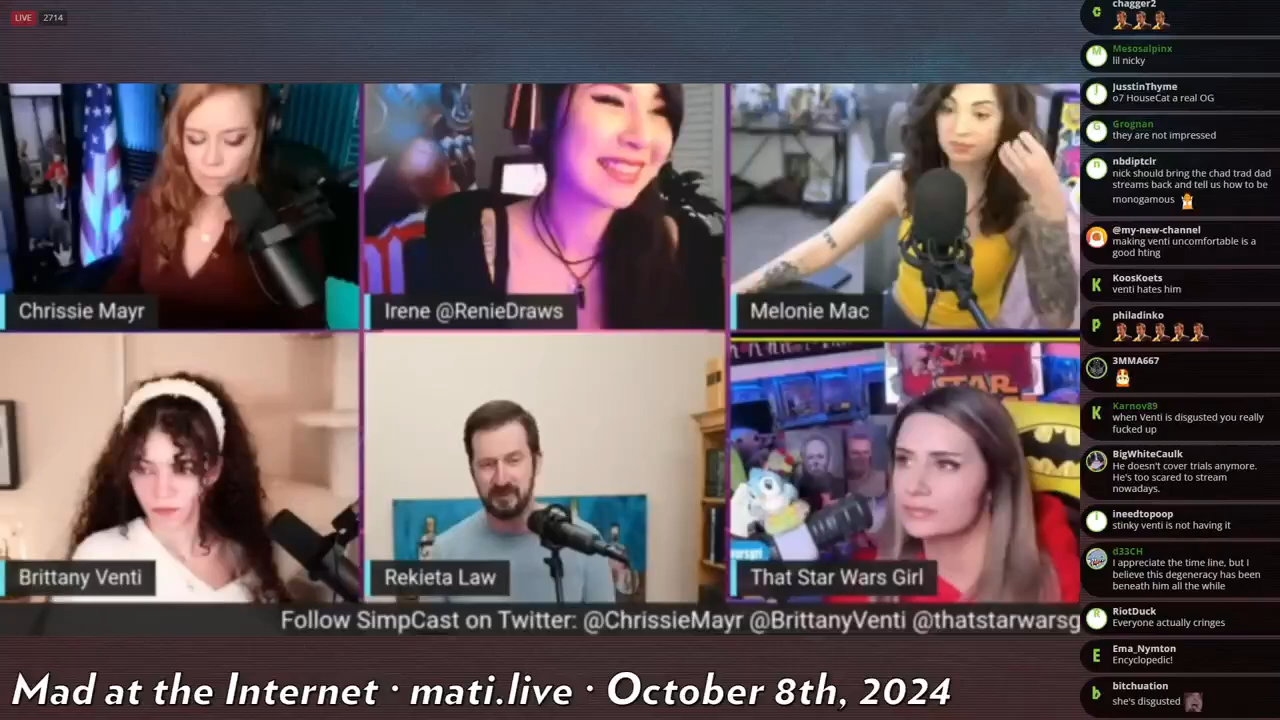 LIVE 2714
Chrissie Mayr
Irene @RenieDraws
Melonie Mac
STAR
Brittany Venti
Rekieta Law
That Star Wars Girl
Follow SimpCast on Twitter: @ChrissieMayr @BrittanyVenti @thatstarwarsg
Mad at the Internet · mati.live · October 8th, 2024
chagger2
Mesosalpinx
lil nicky
JusstinThyme
o7 HouseCat a real OG
Grognan
they are not impressed
nbdiptclr
nick should bring the chad trad dad
streams back and tell us how to be
monogamous
@my-new-channel
making venti uncomfortable is a
good hting
KoosKoets
venti hates him
philadinko
3MMA667
Karnov89
when Venti is disgusted you really
fucked up
BigWhiteCaulk
He doesn't cover trials anymore.
He's too scared to stream
nowadays.
ineedtopoop
stinky venti is not having it
d33CH
I appreciate the time line, but I
believe this degeneracy has been
beneath him all the while
RiotDuck
Everyone actually cringes
Ema_Nymton
Encyclopedic!
bitchuation
she's disgusted